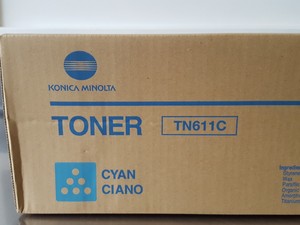 KONICA MINOLTA
TONER TN611C
CYAN
CIANO